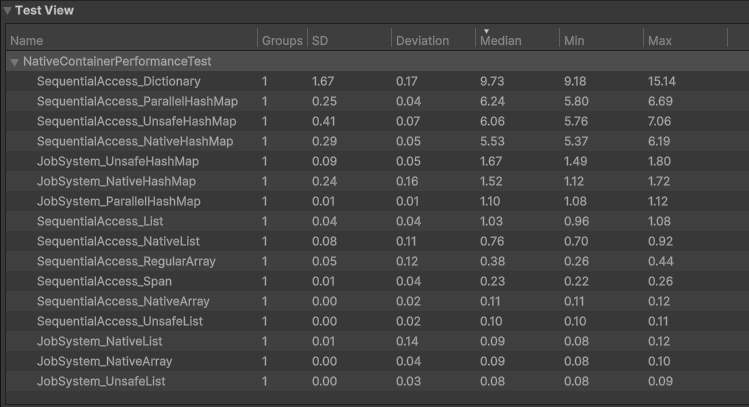 Test View
Name Groups SD Deviation Median Min Max
NativeContainerPerformanceTest
SequentialAccess_Dictionary 1 1.67 0.17 9.73 9.18 15.14
SequentialAccess_ParallelHashMap 1 0.25 0.04 6.24 5.80 6.69
SequentialAccess_UnsafeHashMap 1 0.41 0.07 6.06 5.76 7.06
SequentialAccess_NativeHashMap 1 0.29 0.05 5.53 5.37 6.19
JobSystem_UnsafeHashMap 1 0.09 0.05 1.67 1.49 1.80
JobSystem_NativeHashMap 1 0.24 0.16 1.52 1.12 1.72
JobSystem_ParallelHashMap 1 0.01 0.01 1.10 1.08 1.12
SequentialAccess_List 1 0.04 0.04 1.03 0.96 1.08
SequentialAccess_NativeList 1 0.08 0.11 0.76 0.70 0.92
SequentialAccess_RegularArray 1 0.05 0.12 0.38 0.26 0.44
SequentialAccess_Span 1 0.01 0.04 0.23 0.22 0.26
SequentialAccess_NativeArray 1 0.00 0.02 0.11 0.11 0.12
SequentialAccess_UnsafeList 1 0.00 0.02 0.10 0.10 0.11
JobSystem_NativeList 1 0.01 0.14 0.09 0.08 0.12
JobSystem_NativeArray 1 0.00 0.04 0.09 0.08 0.10
JobSystem_UnsafeList 1 0.00 0.03 0.08 0.08 0.09